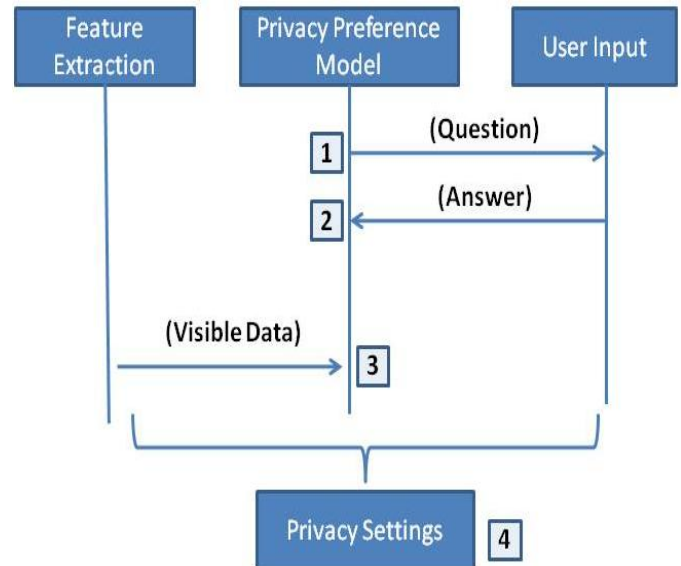 Feature
Extraction
Privacy Preference
Model
User Input
(Question)
1
(Answer)
2
(Visible Data)
3
Privacy Settings
4